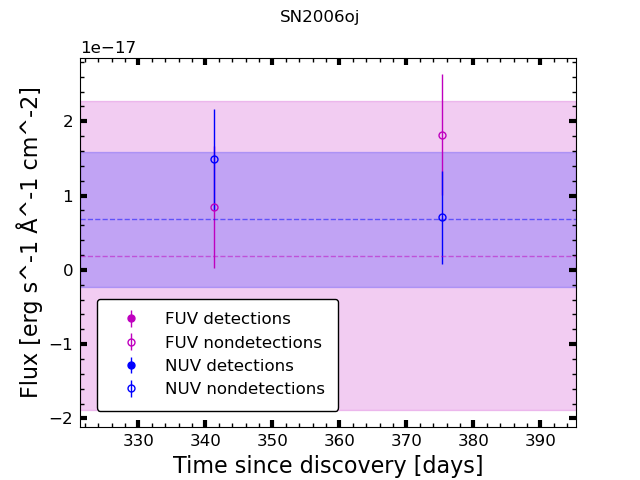 SN2006oj
1e−17
Flux [erg s^-1 Å^-1 cm^-2]
2
1
0
−1
−2
FUV detections
FUV nondetections
NUV detections
NUV nondetections
330 340 350 360 370 380 390
Time since discovery [days]